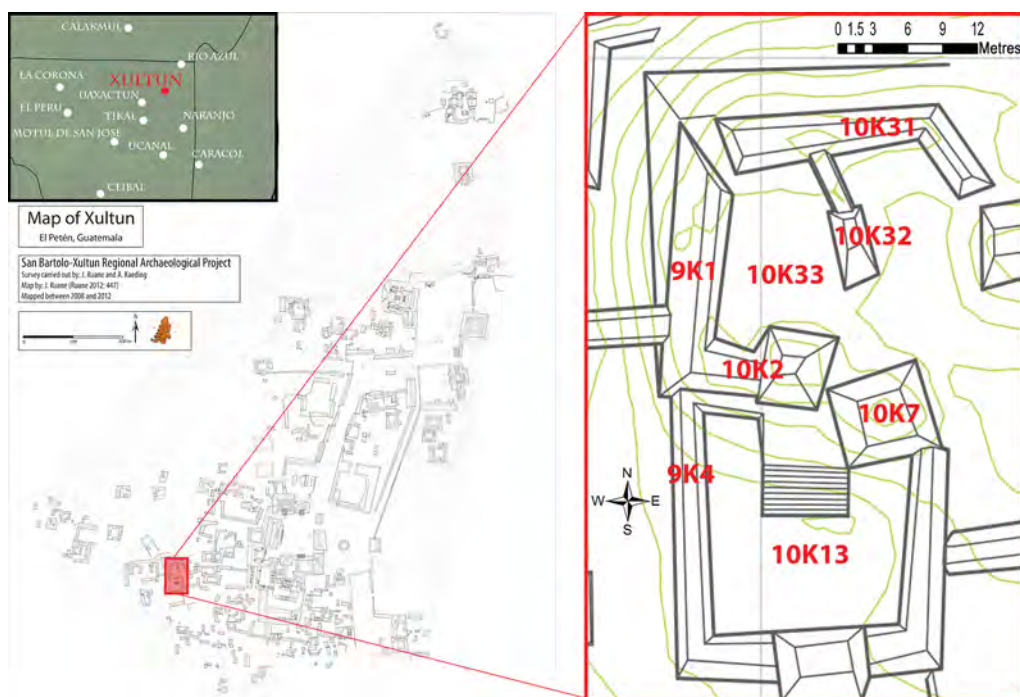 CALAKMUL
RIO AZUL
LA CORONA
XULTUN
UAXACTUN
EL PERU
TIKAL
NARANJO
MOTUL DE SAN JOSE
UCANAL
CARACOL
CEIBAL
Map of Xultun
El Petén, Guatemala
San Bartolo-Xultun Regional Archaeological Project
Survey carried out by: J. Ruane and A. Kaeding
Map by: J. Ruane (Ruane 2012; 447)
Mapped between 2008 and 2012
N
0 1.5 3 6 9 12
Metres
10K31
10K32
9K1
10K33
10K2
10K7
9K4
N
W E
S
10K13